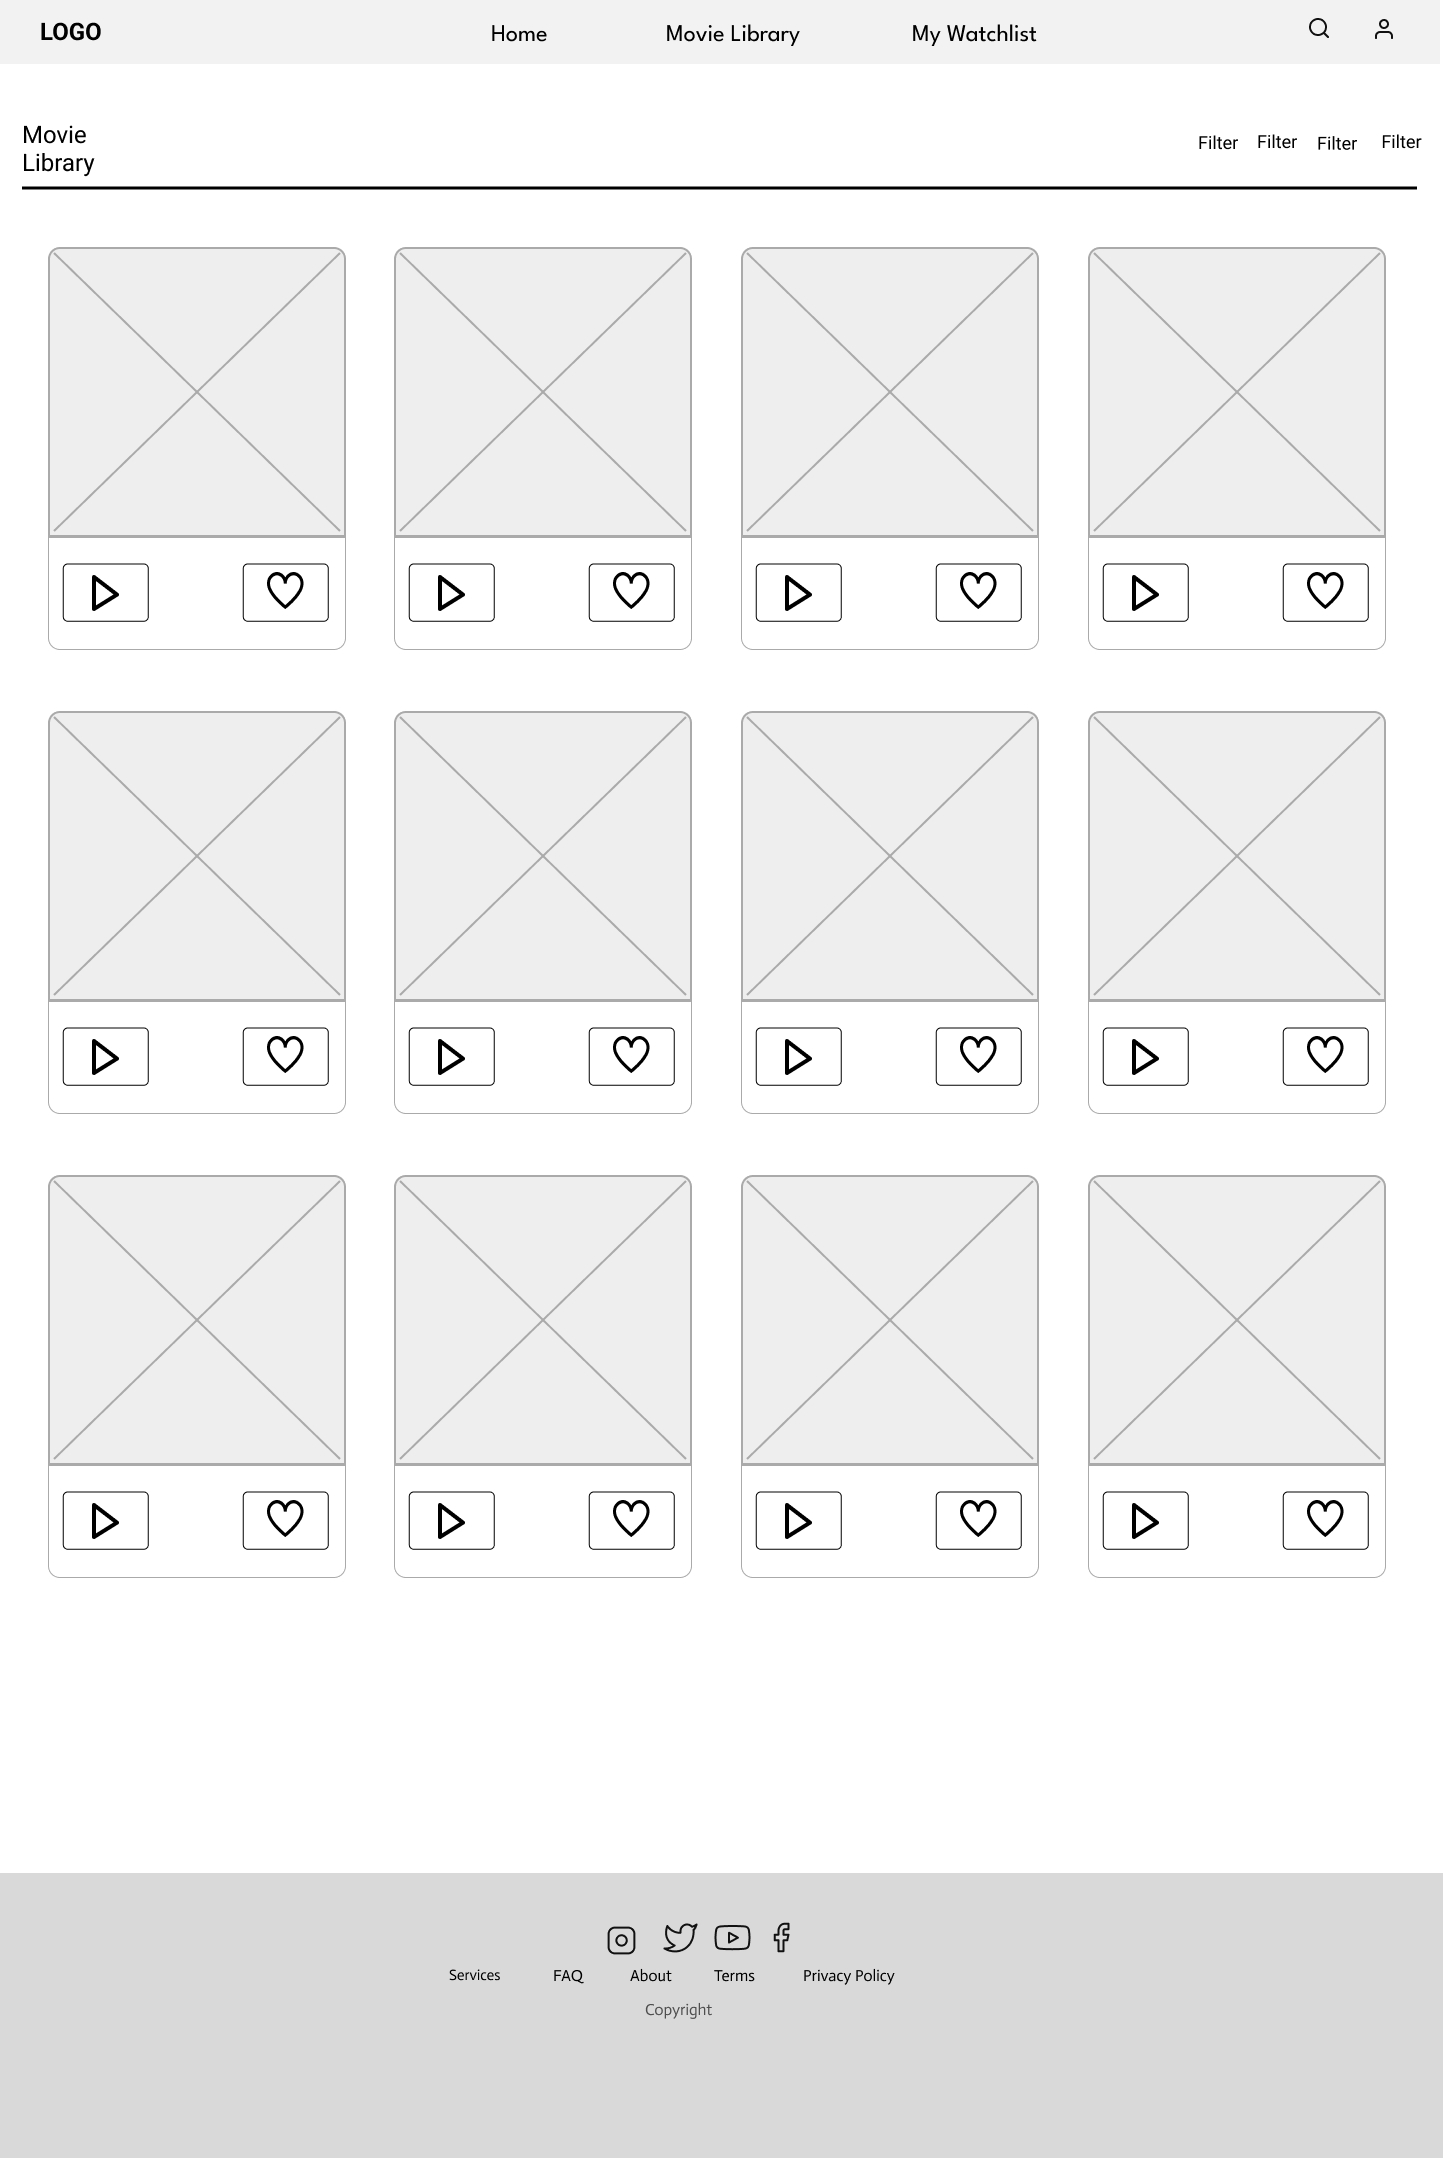 LOGO
Home
Movie Library
My Watchlist
Movie
Library
Filter
Filter
Filter
Filter
Services
FAQ
About
Terms
Privacy Policy
Copyright